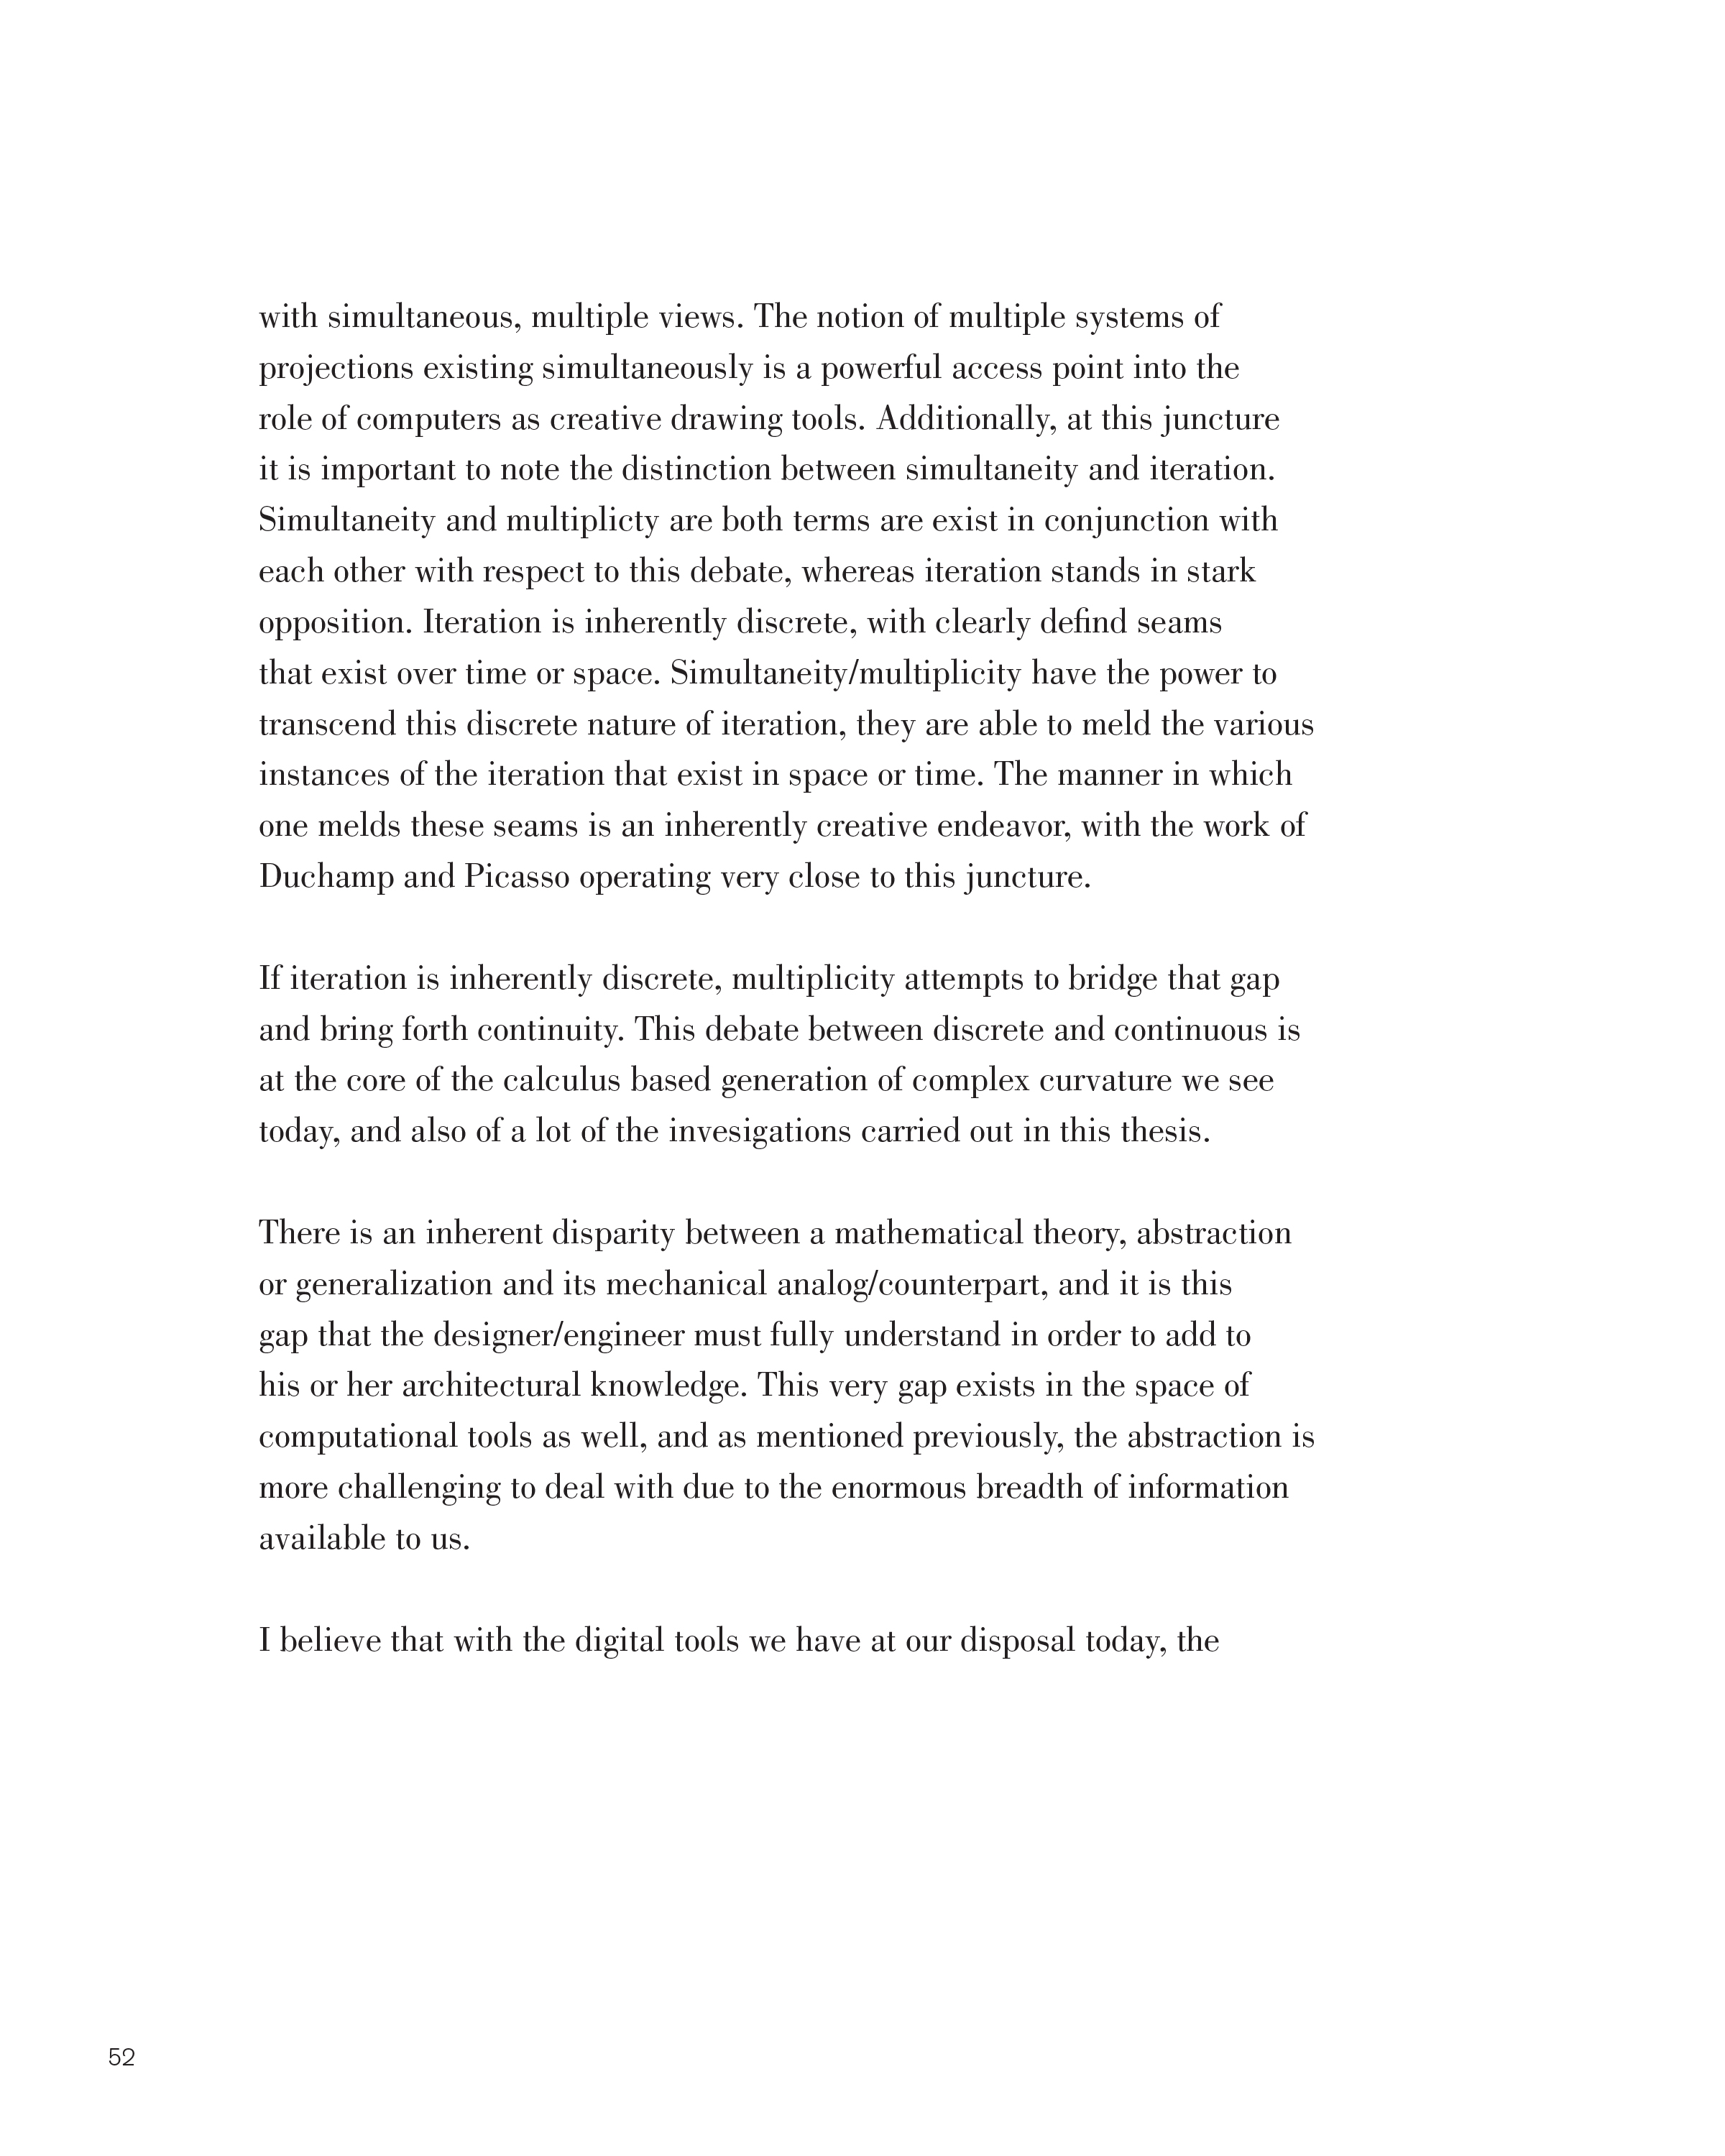 with simultaneous, multiple views. The notion of multiple systems of
projections existing simultaneously is a powerful access point into the
role of computers as creative drawing tools. Additionally, at this juncture
it is important to note the distinction between simultaneity and iteration.
Simultaneity and multiplicty are both terms are exist in conjunction with
each other with respect to this debate, whereas iteration stands in stark
opposition. Iteration is inherently discrete, with clearly defind seams
that exist over time or space. Simultaneity/multiplicity have the power to
transcend this discrete nature of iteration, they are able to meld the various
instances of the iteration that exist in space or time. The manner in which
one melds these seams is an inherently creative endeavor, with the work of
Duchamp and Picasso operating very close to this juncture.
If iteration is inherently discrete, multiplicity attempts to bridge that gap
and bring forth continuity. This debate between discrete and continuous is
at the core of the calculus based generation of complex curvature we see
today, and also of a lot of the invesigations carried out in this thesis.
There is an inherent disparity between a mathematical theory, abstraction
or generalization and its mechanical analog/counterpart, and it is this
gap that the designer/engineer must fully understand in order to add to
his or her architectural knowledge. This very gap exists in the space of
computational tools as well, and as mentioned previously, the abstraction is
more challenging to deal with due to the enormous breadth of information
available to us.
I believe that with the digital tools we have at our disposal today, the
52